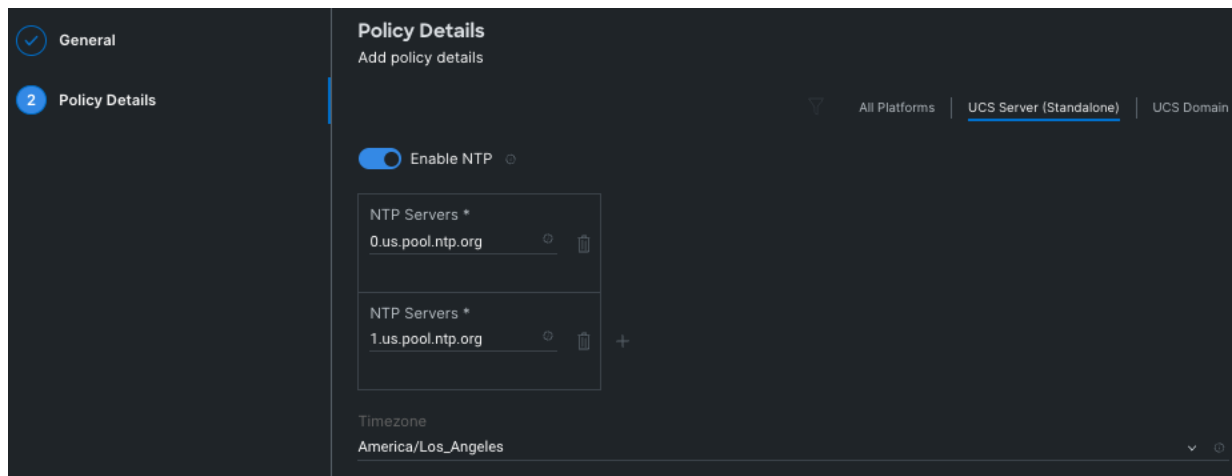 General
2
Policy Details
Policy Details
Add policy details
All Platforms
UCS Server (Standalone)
UCS Domain
Enable NTP
NTP Servers *
0.us.pool.ntp.org
NTP Servers *
1.us.pool.ntp.org
Timezone
America/Los_Angeles